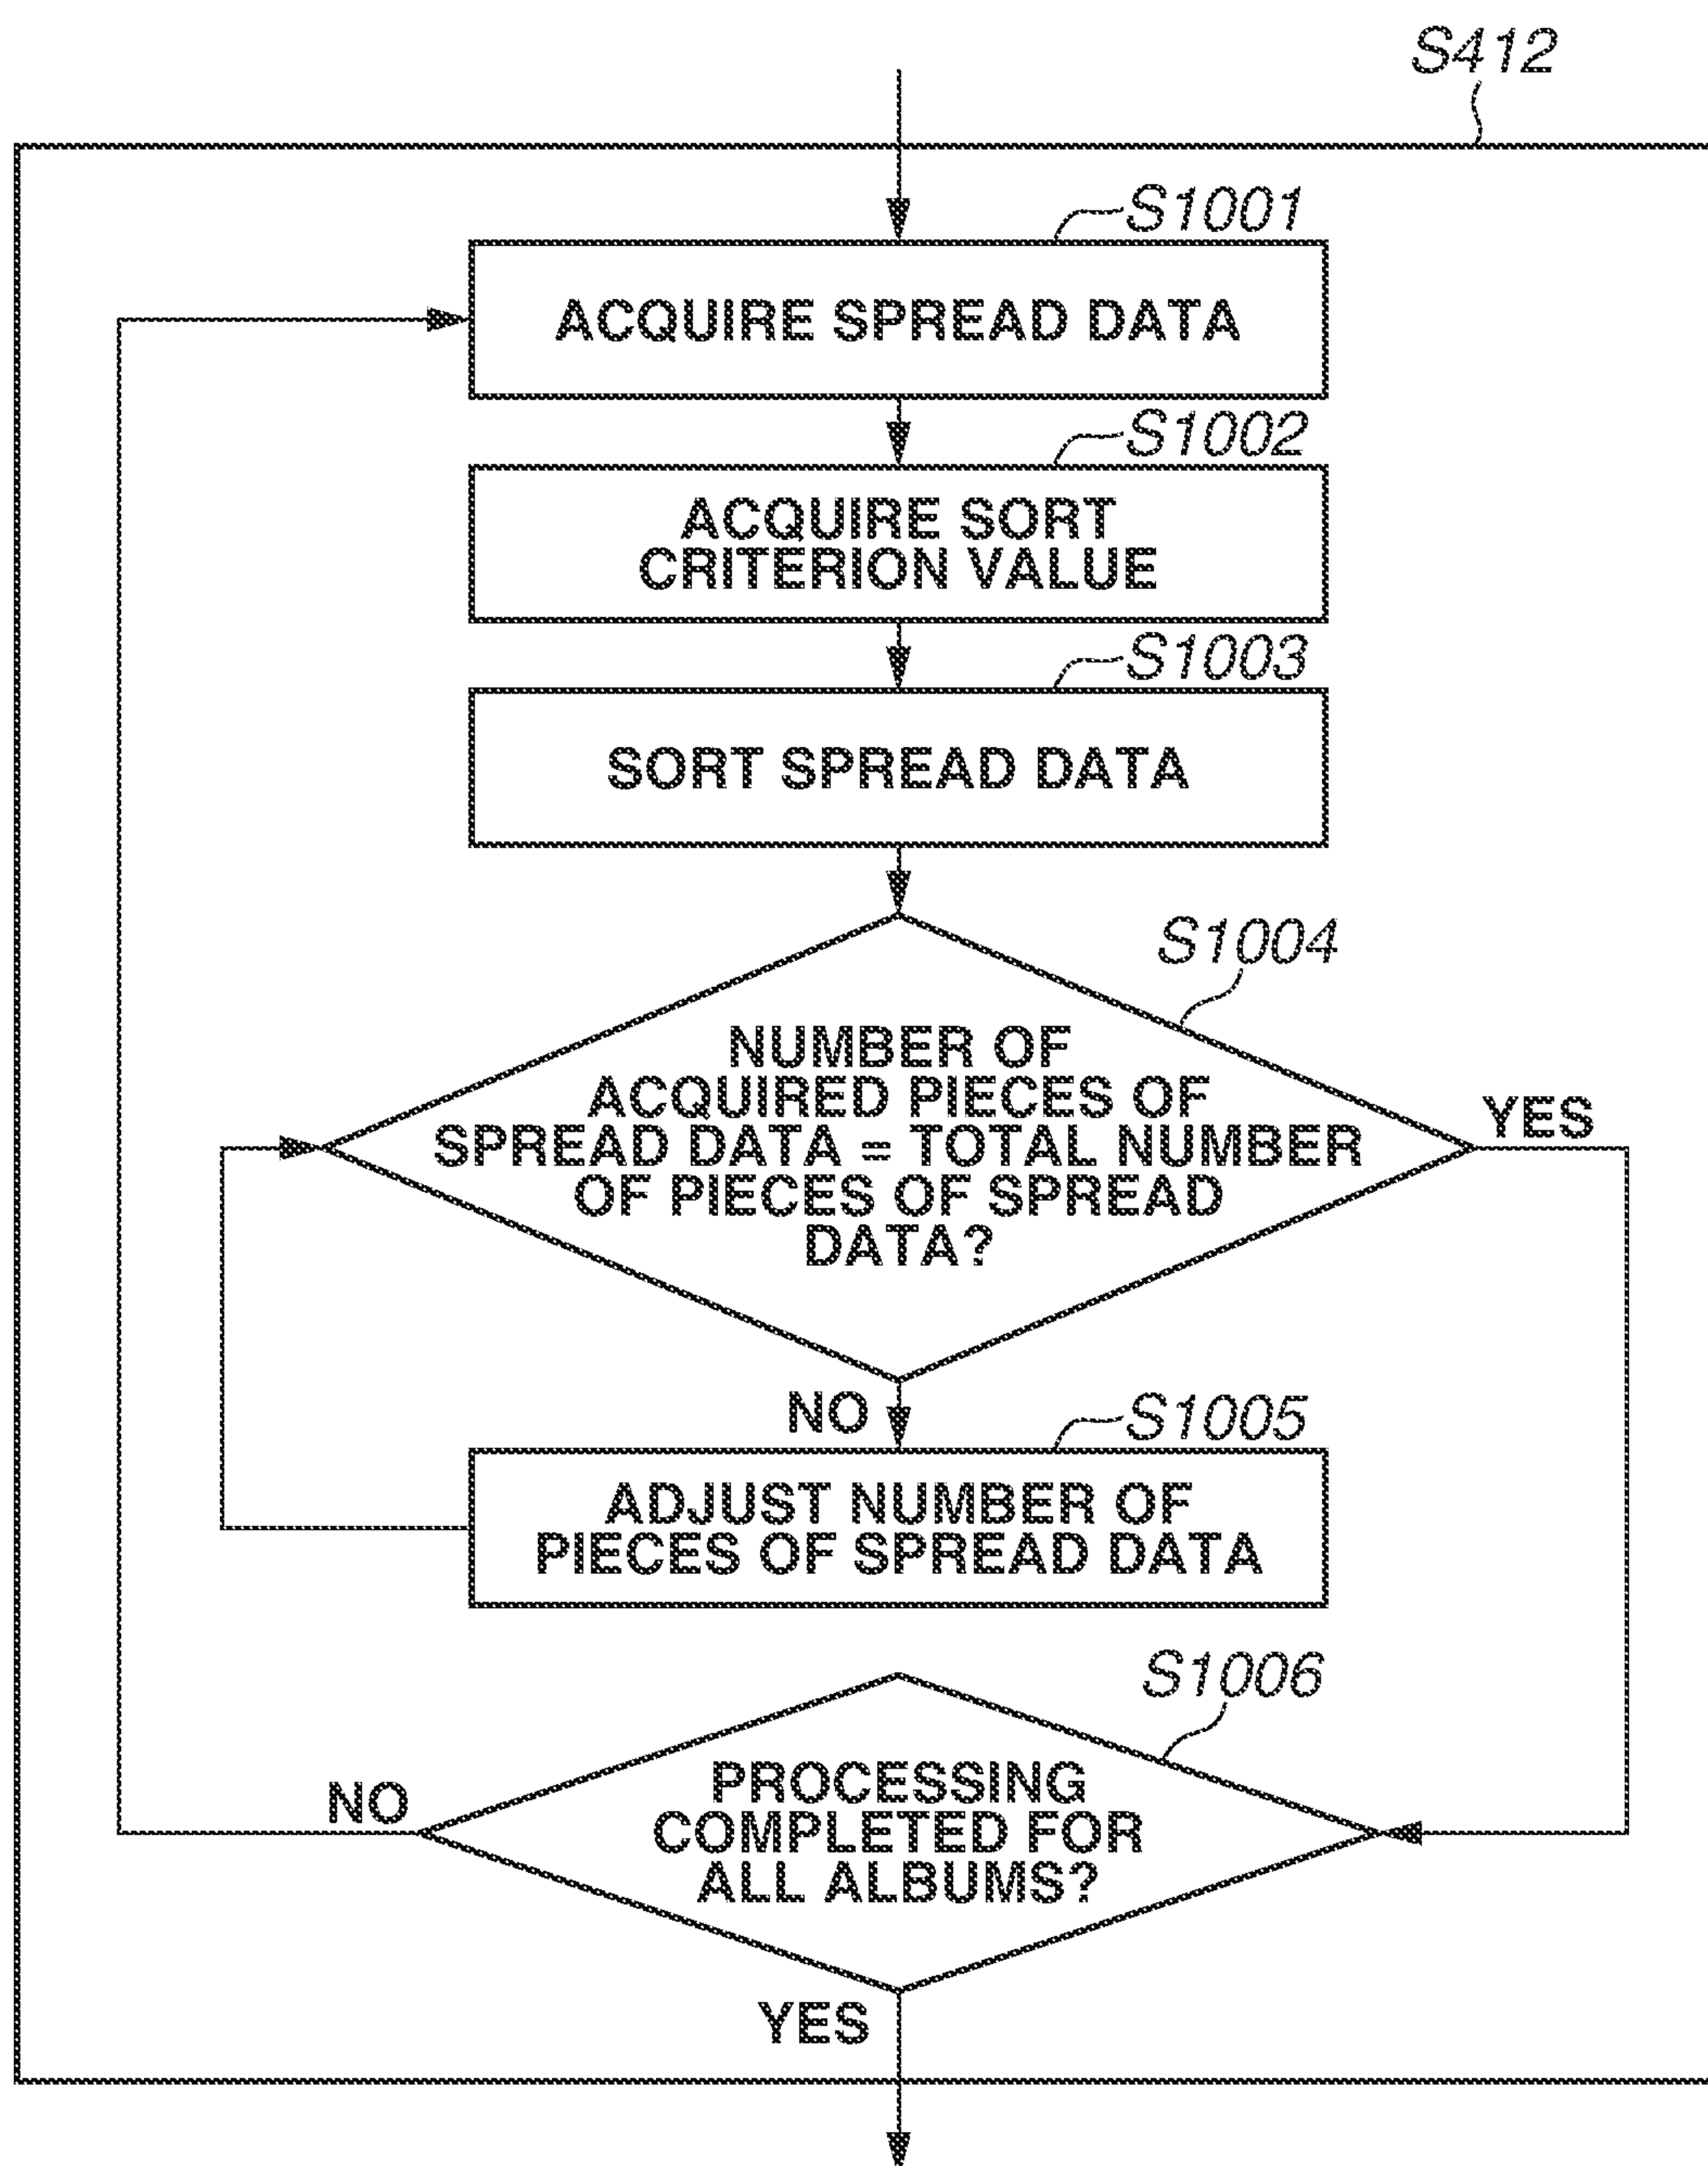 S412
S1001
ACQUIRE SPREAD DATA
S1002
ACQUIRE SORT
CRITERION VALUE
S1003
SORT SPREAD DATA
S1004
NUMBER OF
ACQUIRED PIECES OF
SPREAD DATA = TOTAL NUMBER
OF PIECES OF SPREAD
DATA?
YES
NO
S1005
ADJUST NUMBER OF
PIECES OF SPREAD DATA
S1006
PROCESSING
COMPLETED FOR
ALL ALBUMS?
NO
YES